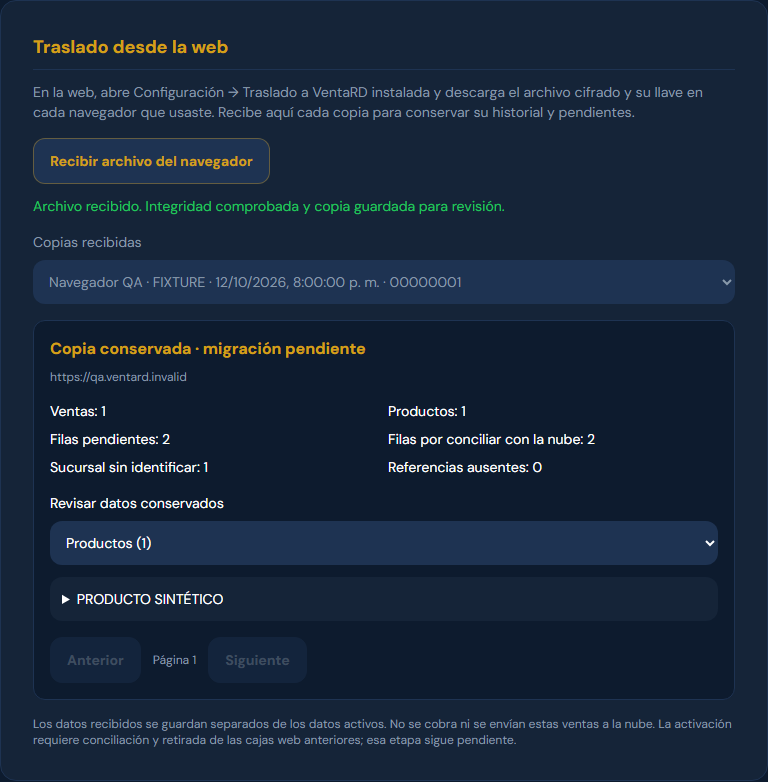 Traslado desde la web
En la web, abre Configuración → Traslado a VentaRD instalada y descarga el archivo cifrado y su llave en
cada navegador que usaste. Recibe aquí cada copia para conservar su historial y pendientes.
Recibir archivo del navegador
Archivo recibido. Integridad comprobada y copia guardada para revisión.
Copias recibidas
Navegador QA · FIXTURE · 12/10/2026, 8:00:00 p. m. · 00000001
Copia conservada · migración pendiente
https://qa.ventard.invalid
Ventas: 1
Productos: 1
Filas pendientes: 2
Filas por conciliar con la nube: 2
Sucursal sin identificar: 1
Referencias ausentes: 0
Revisar datos conservados
Productos (1)
▶ PRODUCTO SINTÉTICO
Anterior
Página 1
Siguiente
Los datos recibidos se guardan separados de los datos activos. No se cobra ni se envían estas ventas a la nube. La activación
requiere conciliación y retirada de las cajas web anteriores; esa etapa sigue pendiente.